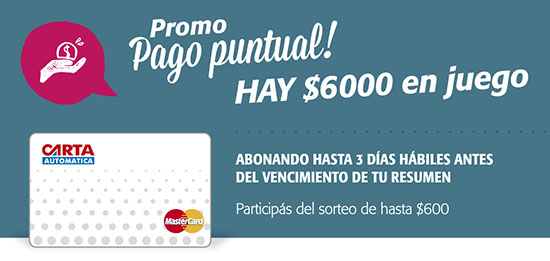 Promo
Pago puntual!
HAY $6000 en juego
CARTA
AUTOMATICA
MasterCard
ABONANDO HASTA 3 DÍAS HÁBILES ANTES
DEL VENCIMIENTO DE TU RESUMEN
Participás del sorteo de hasta $600